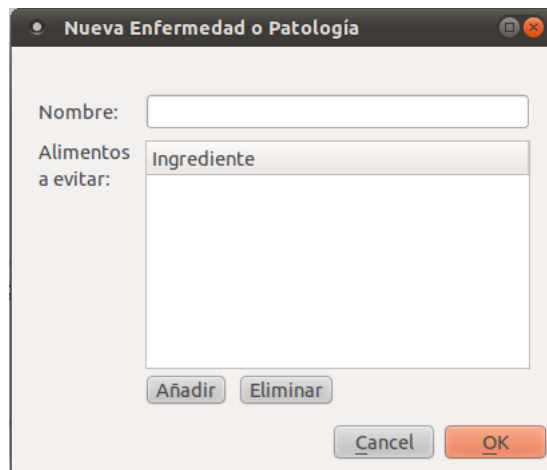 Nueva Enfermedad o Patología
Nombre:
Alimentos
a evitar:
Ingrediente
Añadir
Eliminar
Cancel
OK